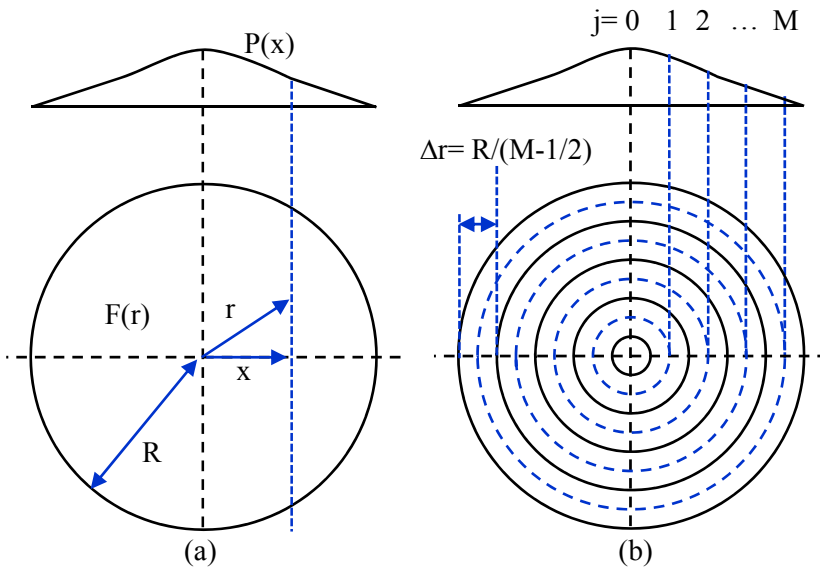 P(x)
F(r)
r
x
R
(a)
j= 0 1 2 … M
Δr= R/(M-1/2)
(b)